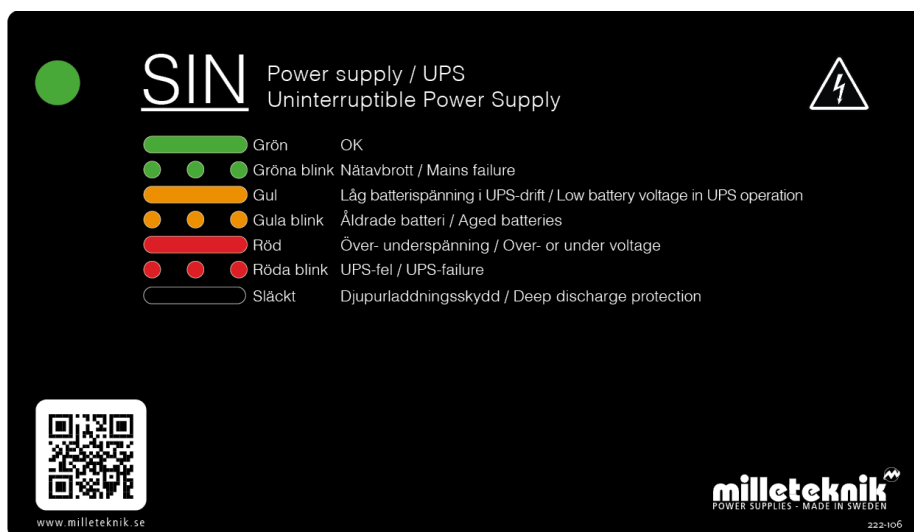 SIN
Power supply / UPS
Uninterruptible Power Supply
Grön OK
Gröna blink Nätavbrott / Mains failure
Gul Låg batterispänning i UPS-drift / Low battery voltage in UPS operation
Gula blink Åldrade batteri / Aged batteries
Röd Över- underspänning / Over- or under voltage
Röda blink UPS-fel / UPS-failure
Släckt Djupurladdningsskydd / Deep discharge protection
www.milleteknik.se
milleteknik
POWER SUPPLIES - MADE IN SWEDEN
222-106